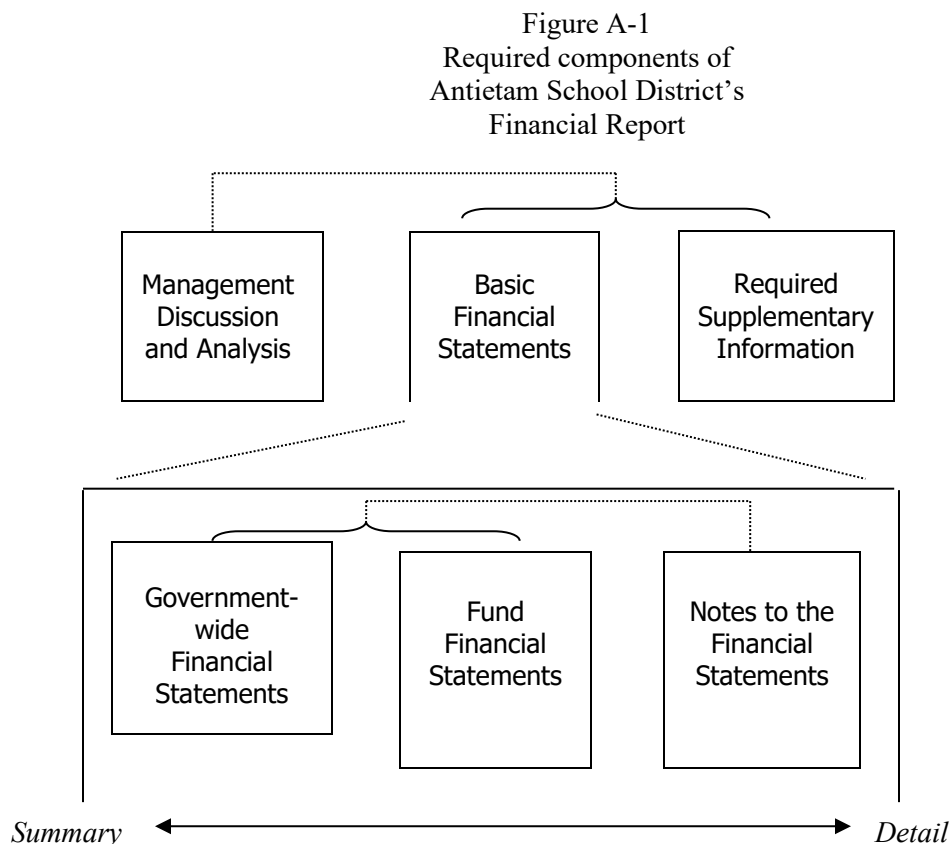 Figure A-1
Required components of
Antietam School District’s
Financial Report
Management
Discussion
and Analysis
Basic
Financial
Statements
Required
Supplementary
Information
Government-
wide
Financial
Statements
Fund
Financial
Statements
Notes to the
Financial
Statements
Summary
Detail